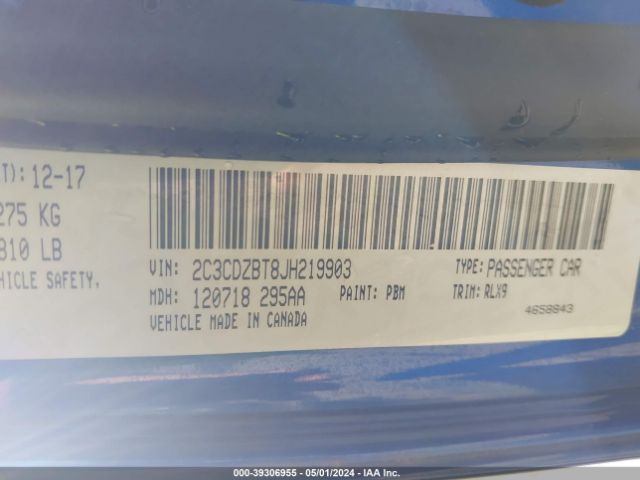 T): 12-17
275 KG
810 LB
HICLE SAFETY,
VIN: 2C3CDZBT8JH219903
TYPE: PASSENGER CAR
MDH: 120718 295AA
PAINT: PBM
TRIM: RLX9
VEHICLE MADE IN CANADA
4658843
000-39306955 - 05/01/2024 - IAA Inc.